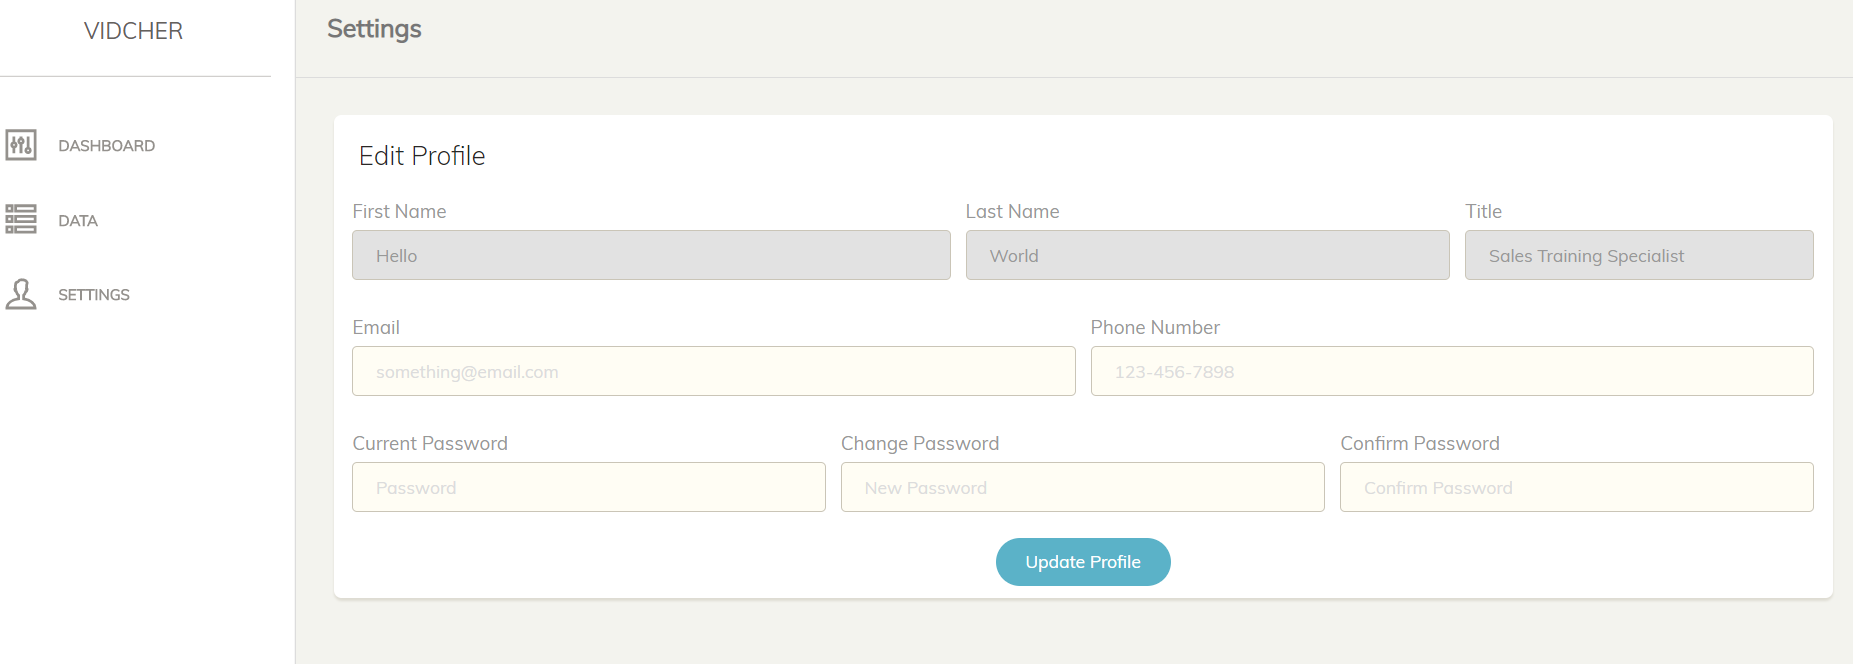 VIDCHER
Settings
DASHBOARD
DATA
SETTINGS
Edit Profile
First Name Last Name Title
Hello World Sales Training Specialist
Email Phone Number
something@email.com 123-456-7898
Current Password Change Password Confirm Password
Password New Password Confirm Password
Update Profile